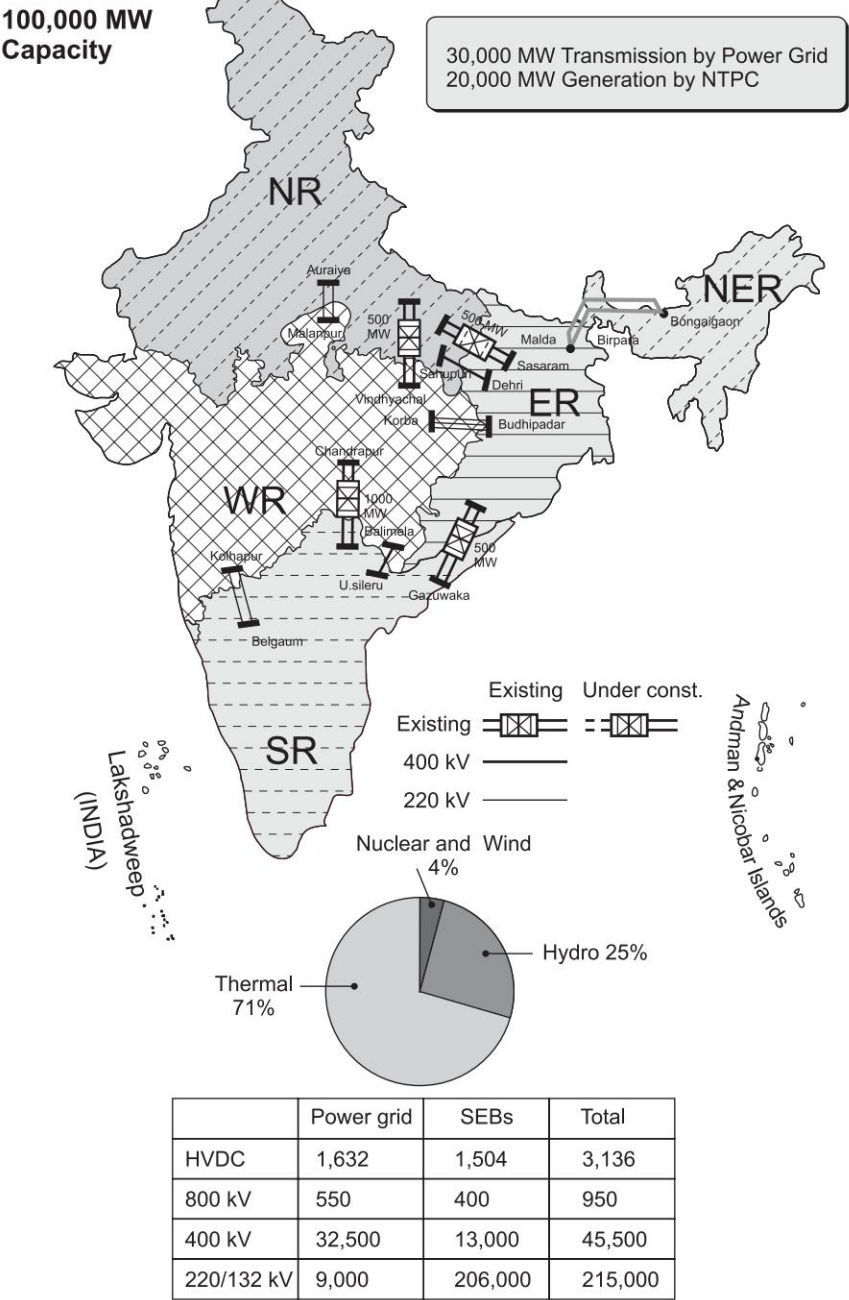 100,000 MW
Capacity
30,000 MW Transmission by Power Grid
20,000 MW Generation by NTPC
NR
Auraiya
Malanpur
500
MW
500 MW
Sahupuri
Sasaram
Dehri
Vindhyachal
Malda
Birpara
Bongaigaon
NER
ER
Korba
Budhipadar
Chandrapur
WR
1000
MW
Balimela
Kolhapur
U.sileru
500
MW
Gazuwaka
Belgaum
SR
Existing Under const.
Existing
400 kV
220 kV
Lakshadweep
(INDIA)
Andman & Nicobar Islands
Nuclear and Wind
4%
Hydro 25%
Thermal
71%
Power grid SEBs Total
HVDC 1,632 1,504 3,136
800 kV 550 400 950
400 kV 32,500 13,000 45,500
220/132 kV 9,000 206,000 215,000